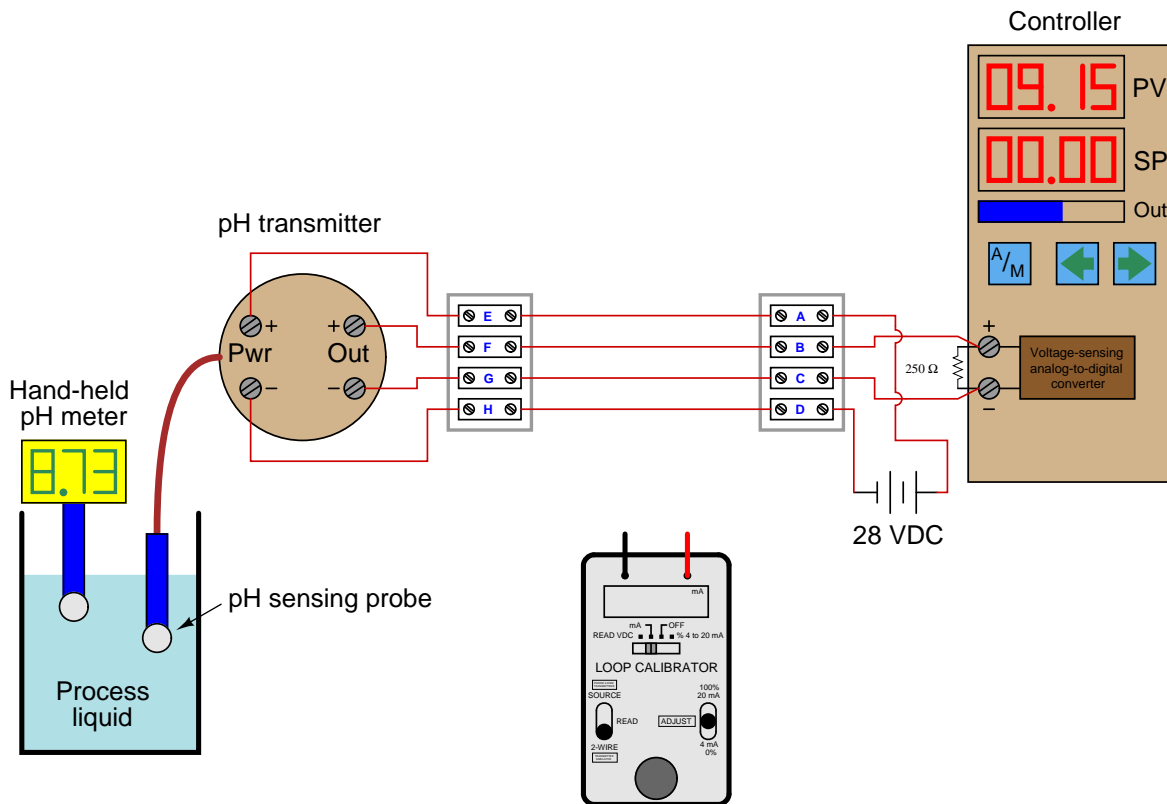 Controller
09.15 PV
00.00 SP
Out
A/M
pH transmitter
+ + E A +
Pwr Out F B
− − G C −
H D
250 Ω
Voltage-sensing
analog-to-digital
converter
28 VDC
Hand-held
pH meter
8.73
pH sensing probe
Process
liquid
mA
mA OFF
READ VDC % 4 to 20 mA
LOOP CALIBRATOR
SOURCE
READ
2-WIRE
100%
20 mA
ADJUST
4 mA
0%